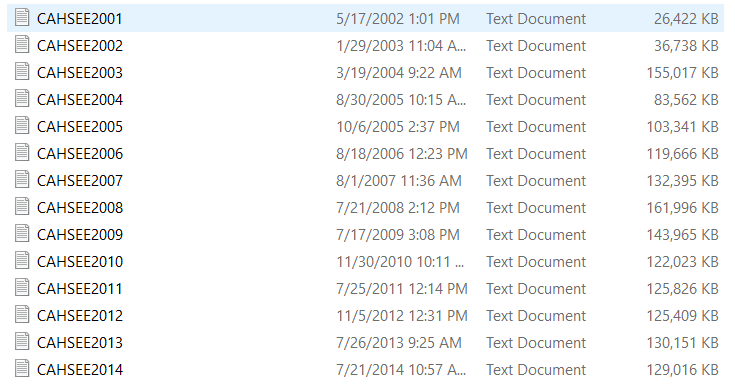 CAHSEE2001 5/17/2002 1:01 PM Text Document 26,422 KB
CAHSEE2002 1/29/2003 11:04 A... Text Document 36,738 KB
CAHSEE2003 3/19/2004 9:22 AM Text Document 155,017 KB
CAHSEE2004 8/30/2005 10:15 A... Text Document 83,562 KB
CAHSEE2005 10/6/2005 2:37 PM Text Document 103,341 KB
CAHSEE2006 8/18/2006 12:23 PM Text Document 119,666 KB
CAHSEE2007 8/1/2007 11:36 AM Text Document 132,395 KB
CAHSEE2008 7/21/2008 2:12 PM Text Document 161,996 KB
CAHSEE2009 7/17/2009 3:08 PM Text Document 143,965 KB
CAHSEE2010 11/30/2010 10:11 ... Text Document 122,023 KB
CAHSEE2011 7/25/2011 12:14 PM Text Document 125,826 KB
CAHSEE2012 11/5/2012 12:31 PM Text Document 125,409 KB
CAHSEE2013 7/26/2013 9:25 AM Text Document 130,151 KB
CAHSEE2014 7/21/2014 10:57 A... Text Document 129,016 KB